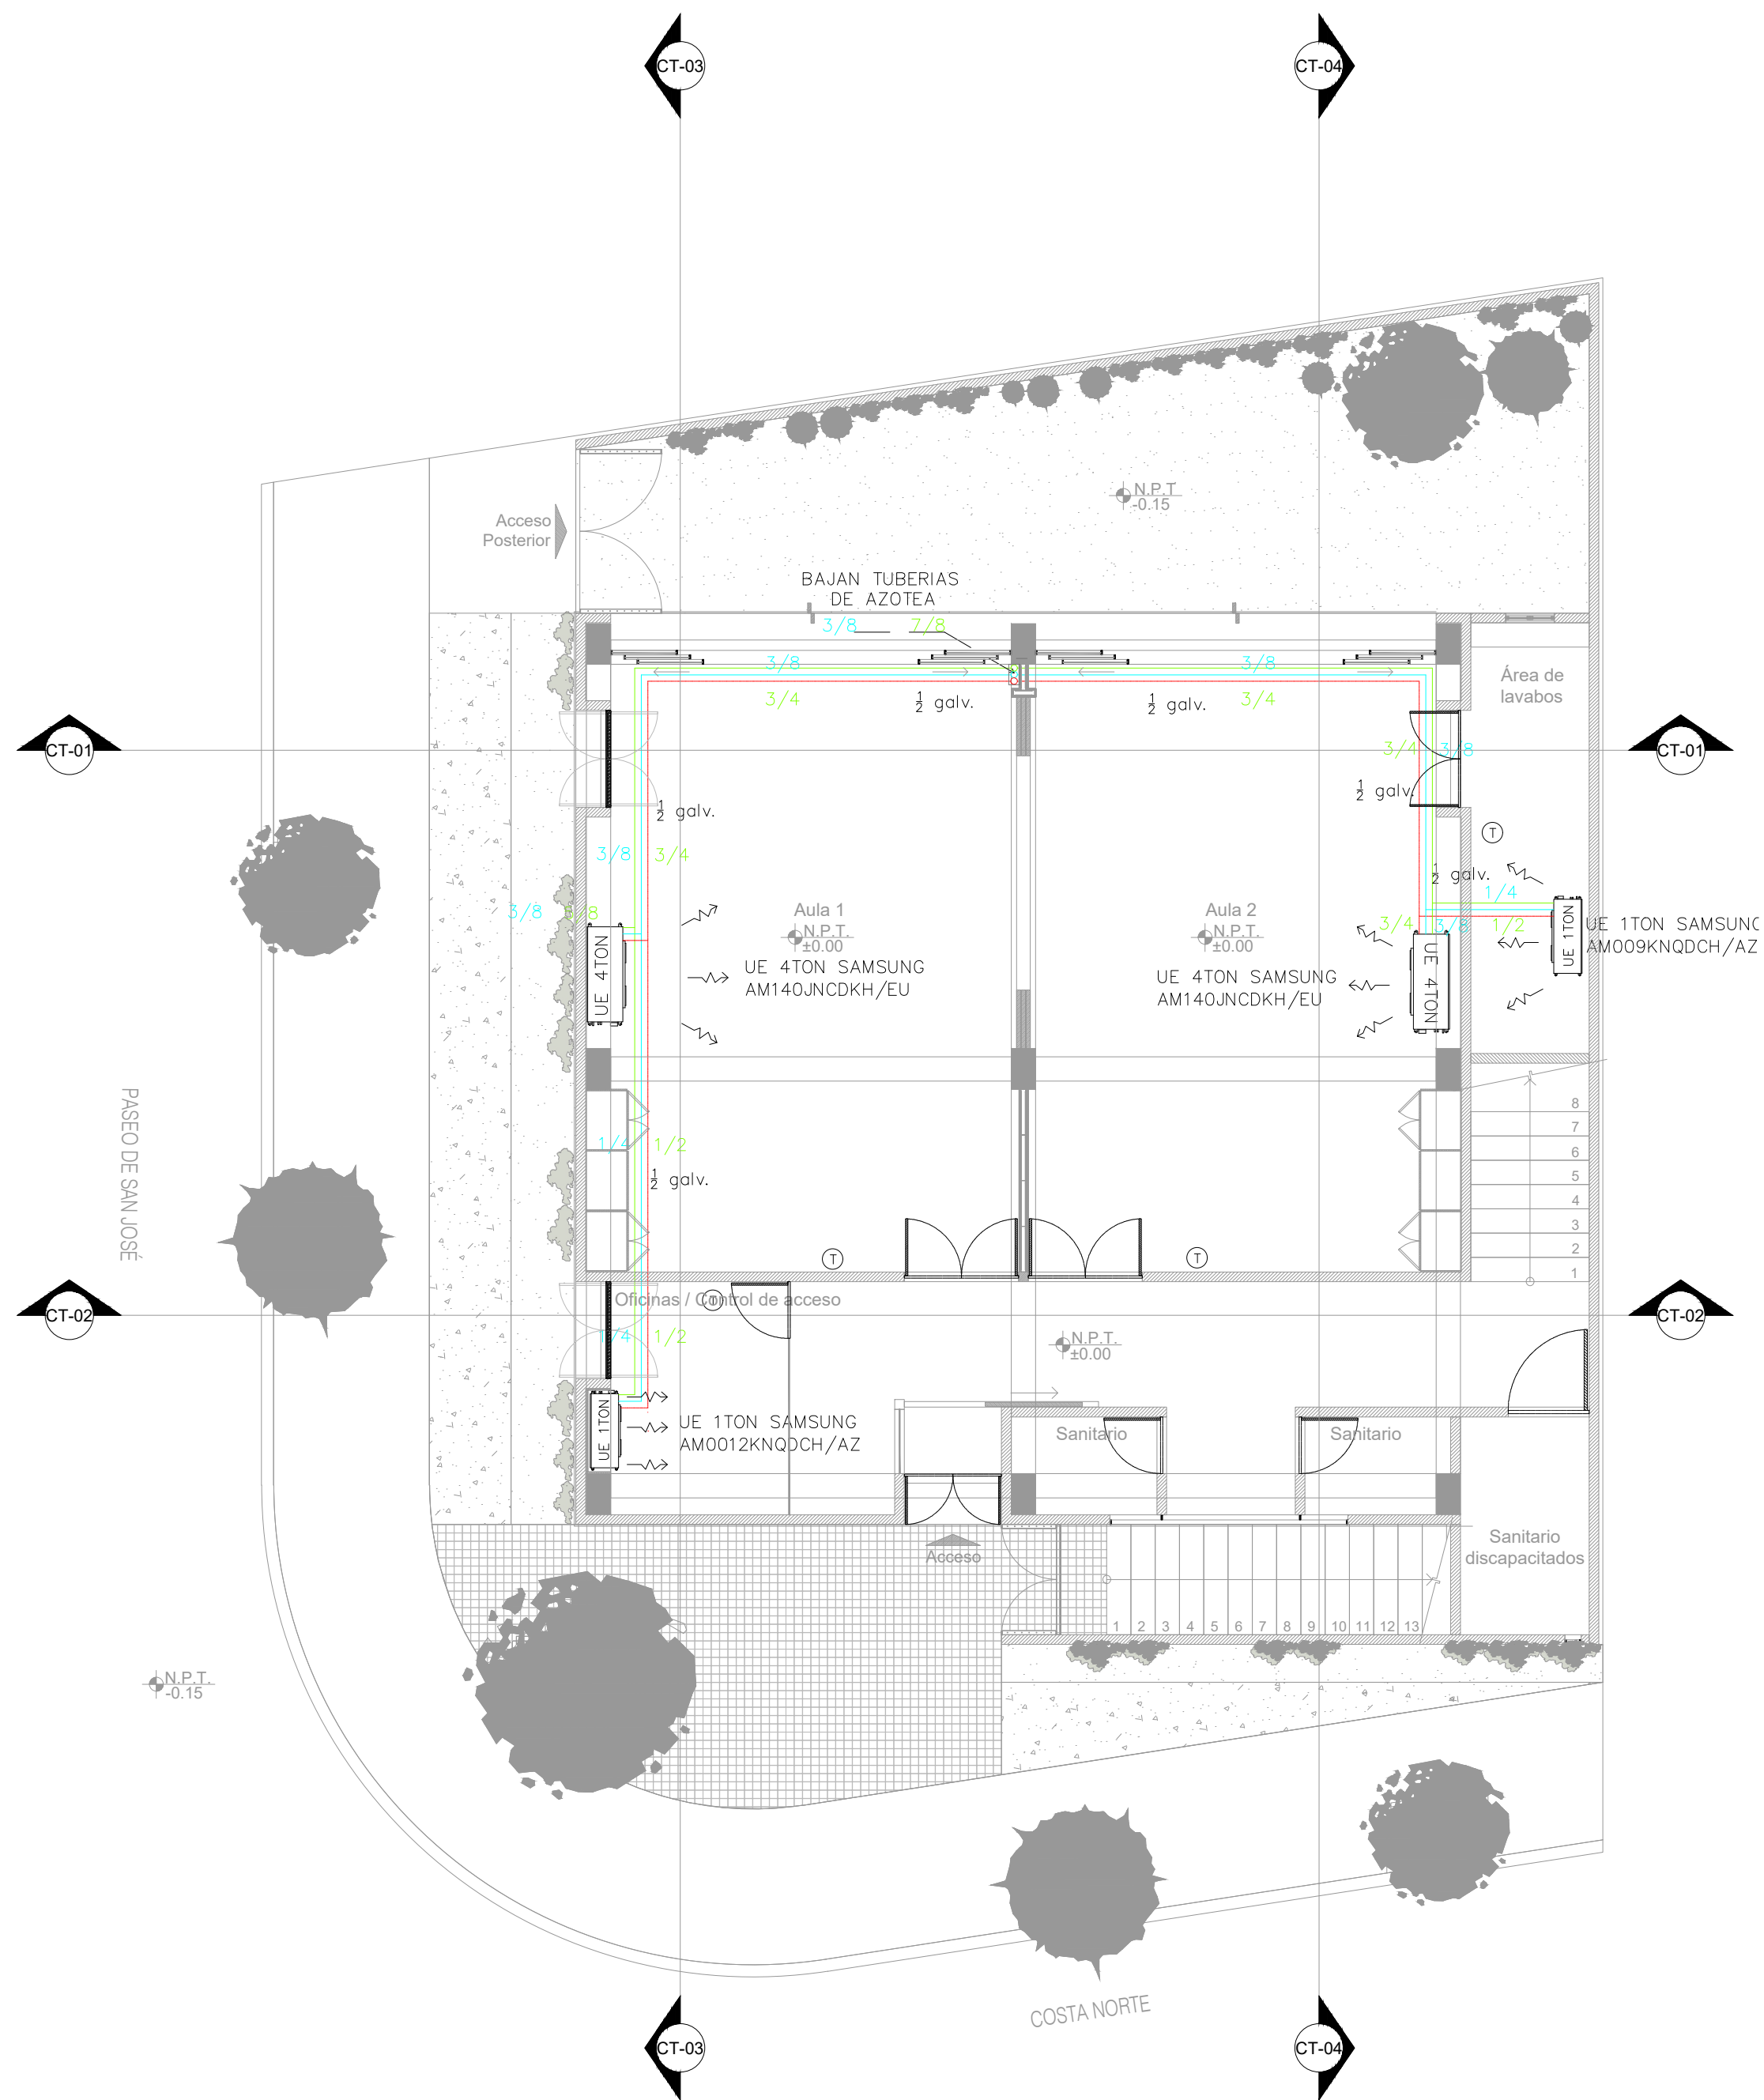 CT-03
CT-04
N.P.T
-0.15
Acceso
Posterior
BAJAN TUBERIAS
DE AZOTEA
3/8
7/8
3/8
3/8
3/4
½ galv.
½ galv.
3/4
Área de
lavabos
CT-01
3/4
3/8
CT-01
½ galv.
½ galv.
T
3/8
3/4
½ galv.
1/4
3/8
Aula 1
N.P.T.
±0.00
Aula 2
N.P.T.
±0.00
3/4
3/8
1/2
UE 1TON SAMSUNG
AM009KNQDCH/AZ
UE 1TON
UE 4TON
UE 4TON SAMSUNG
AM140JNCDKH/EU
UE 4TON SAMSUNG
AM140JNCDKH/EU
UE 4TON
PASEO DE SAN JOSÉ
1/4
1/2
½ galv.
8
7
6
5
4
3
2
1
T
T
CT-02
Oficinas / Control de acceso
T
CT-02
1/4
1/2
N.P.T.
±0.00
UE 1TON
UE 1TON SAMSUNG
AM0012KNQDCH/AZ
Sanitario
Sanitario
Acceso
Sanitario
discapacitados
1 2 3 4 5 6 7 8 9 10 11 12 13
N.P.T.
-0.15
COSTA NORTE
CT-03
CT-04